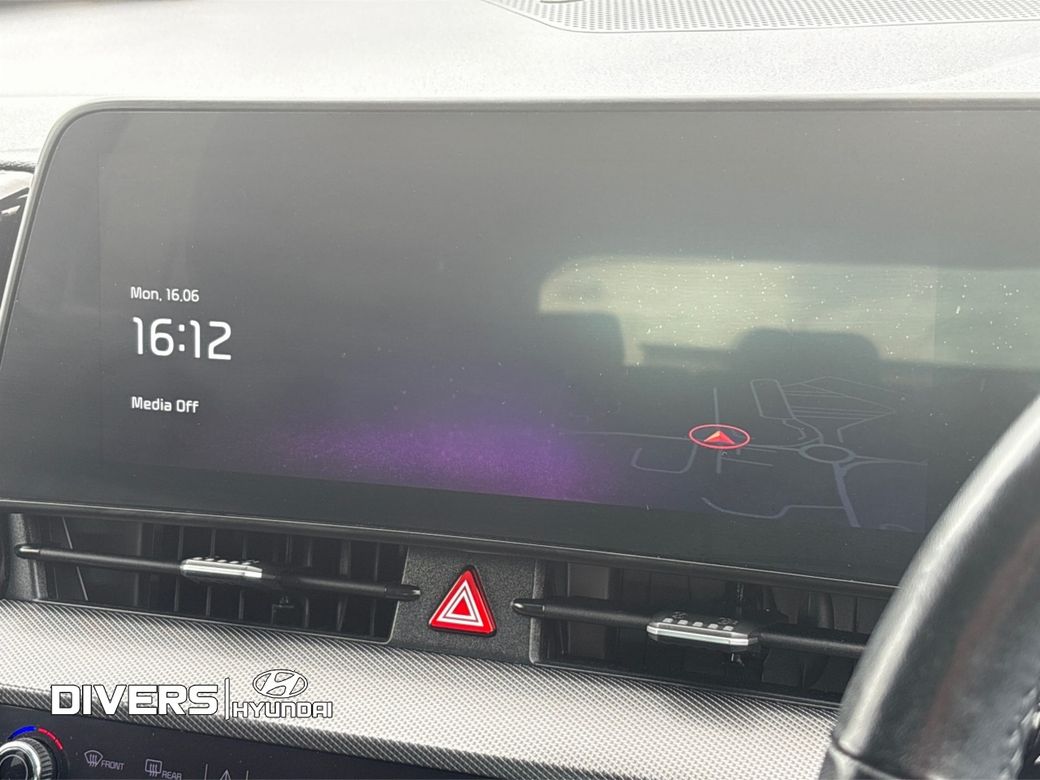 Mon, 16.06
16:12
Media Off
DIVERS HYUNDAI
FRONT
REAR